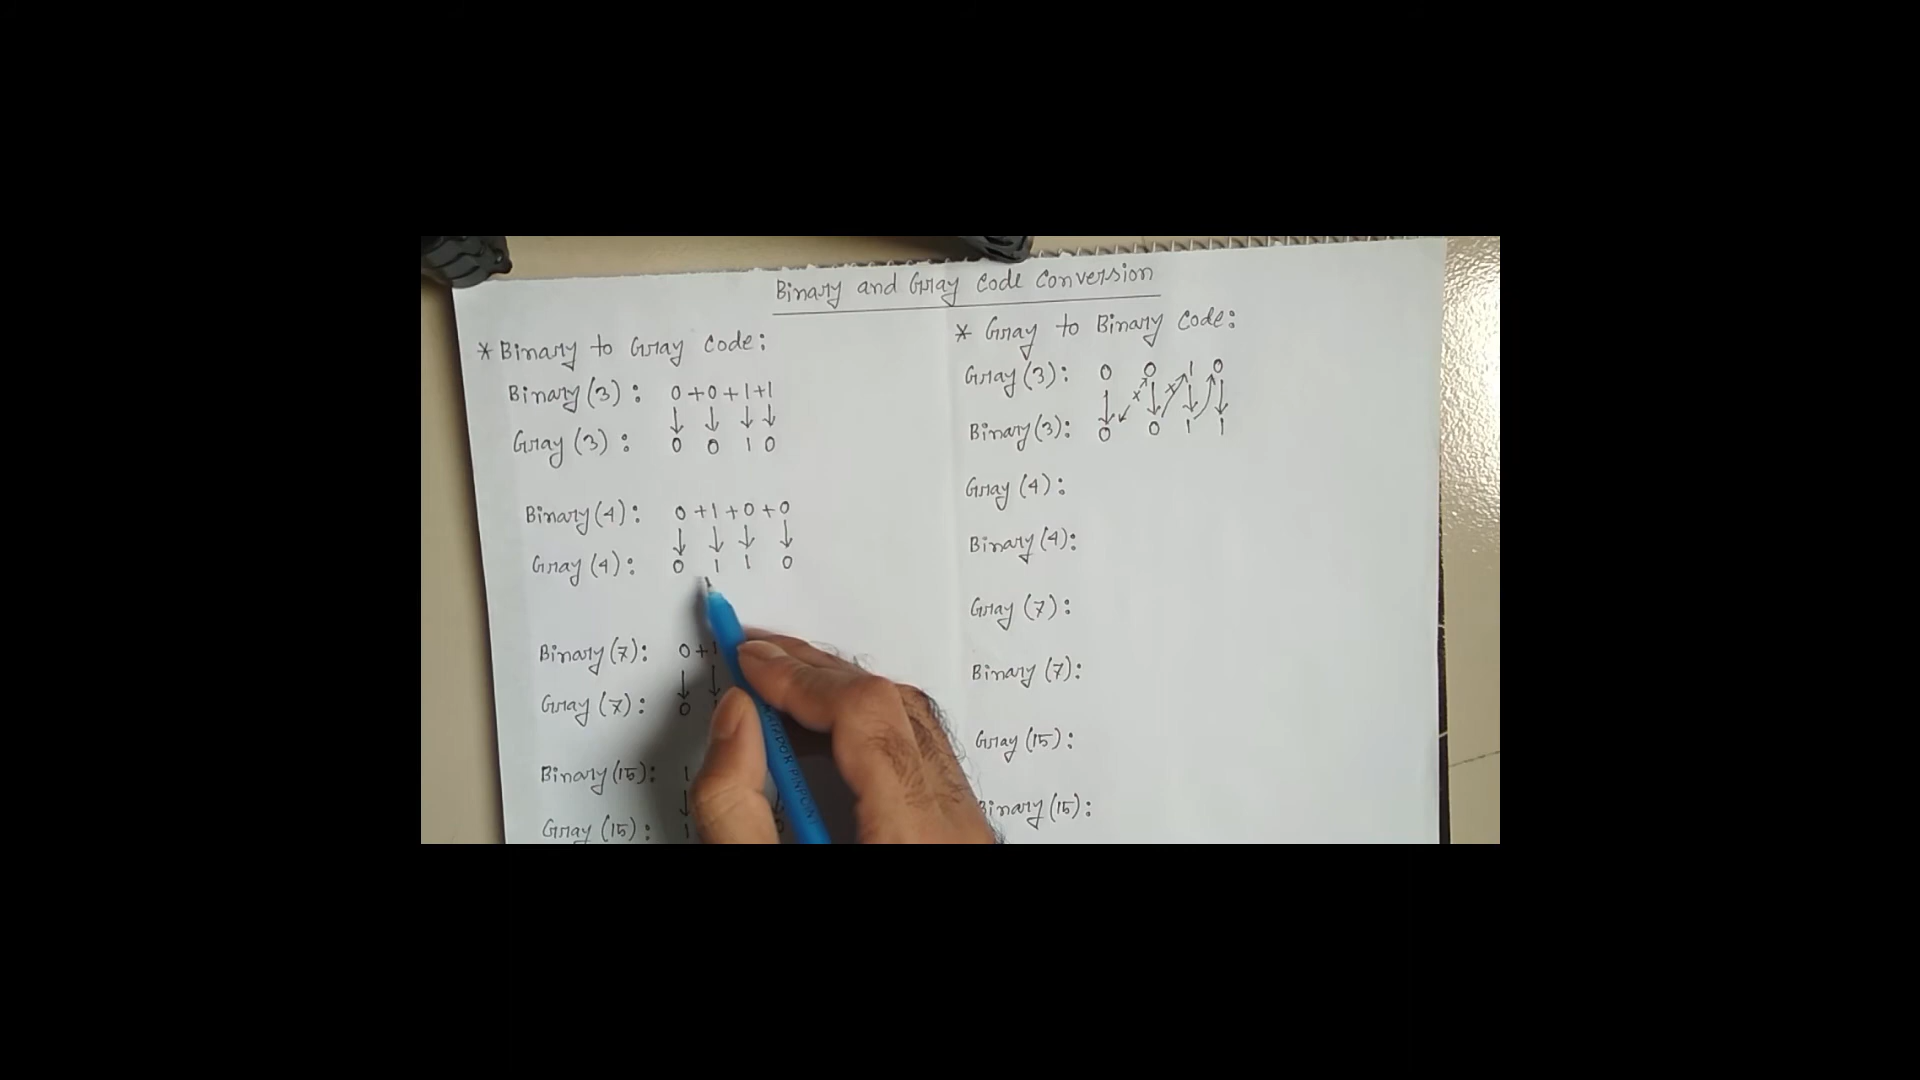 Binary and Gray Code Conversion
* Binary to Gray Code:
Binary(3): 0+0+1+1
Gray(3): 0 0 1 0
Binary(4): 0+1+0+0
Gray(4): 0 1 1 0
Binary(7): 0+1
Gray(7): 0
Binary(15): 1
Gray(15): 1
* Gray to Binary Code:
Gray(3): 0 0 1 0
Binary(3): 0 0 1 1
Gray(4):
Binary(4):
Gray(7):
Binary(7):
Gray(15):
Binary(15):